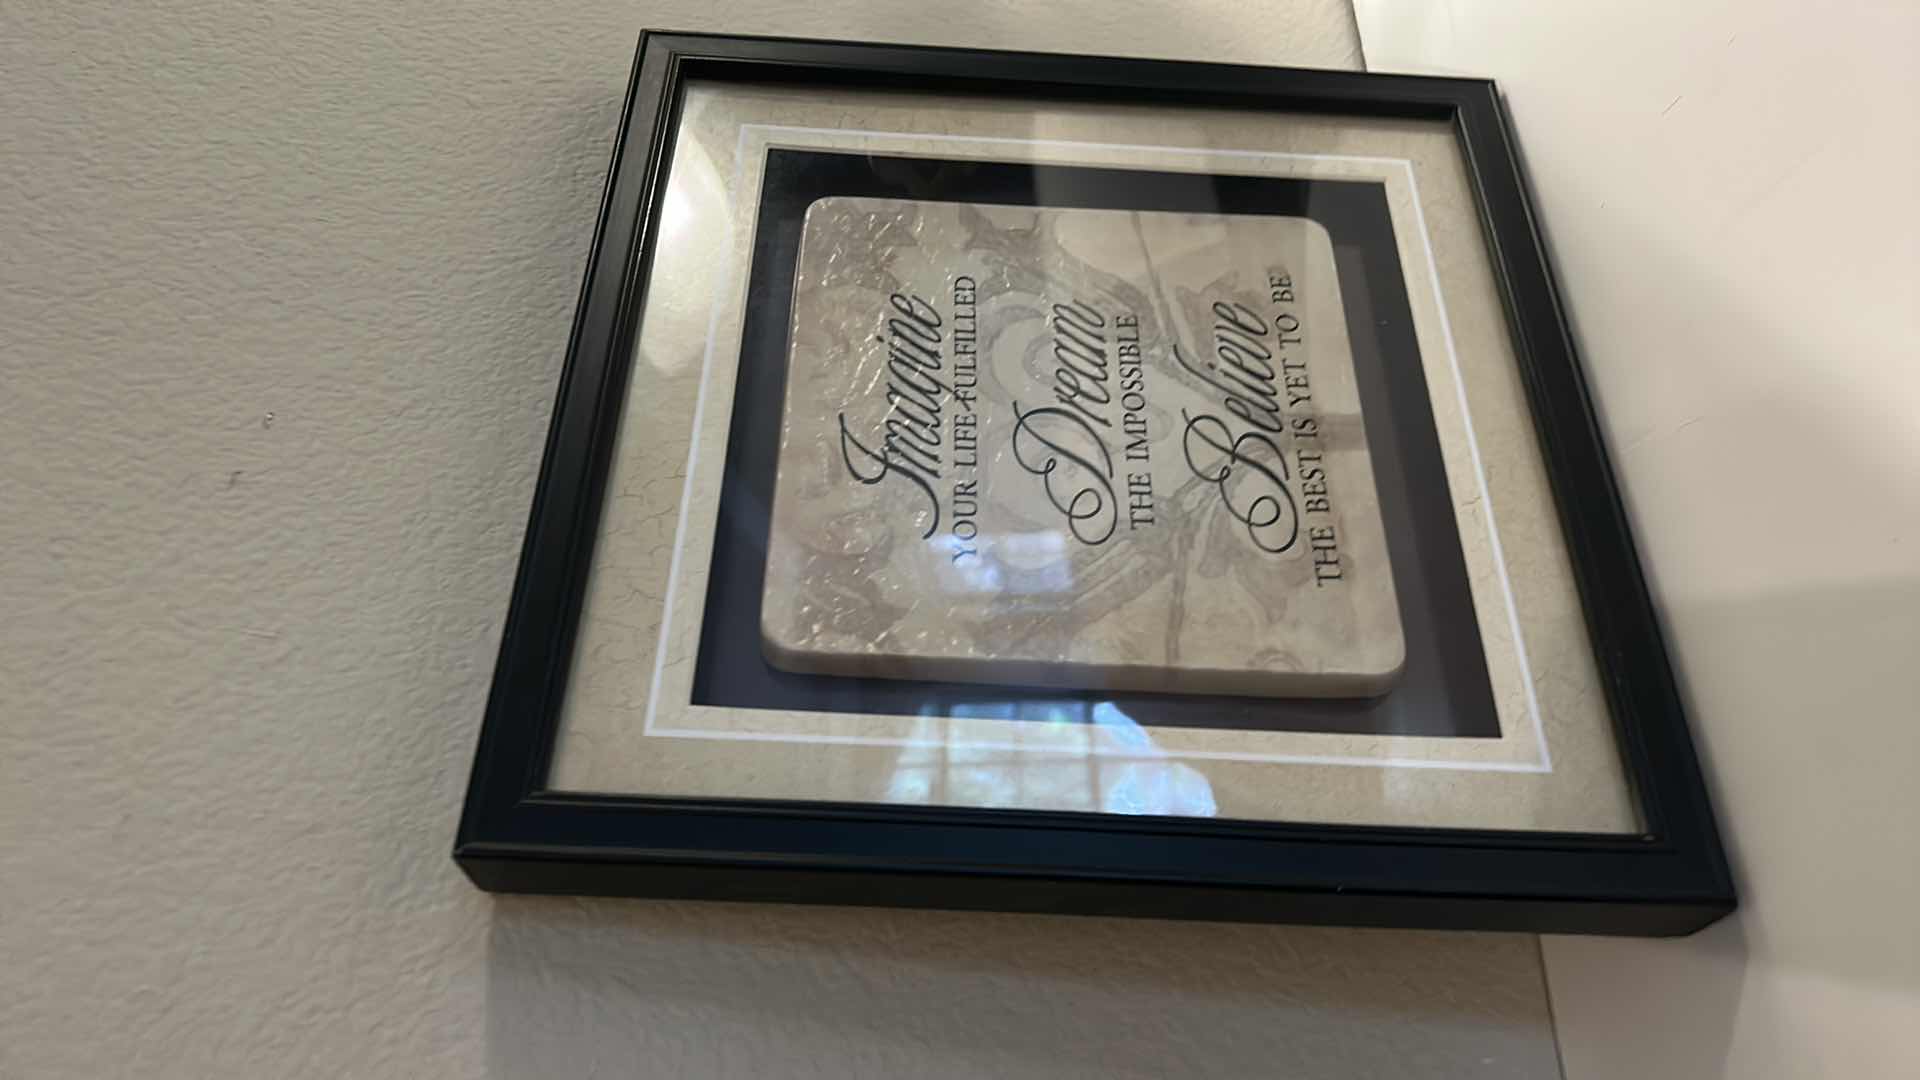 Imagine
YOUR LIFE FULFILLED
Dream
THE IMPOSSIBLE
Believe
THE BEST IS YET TO BE